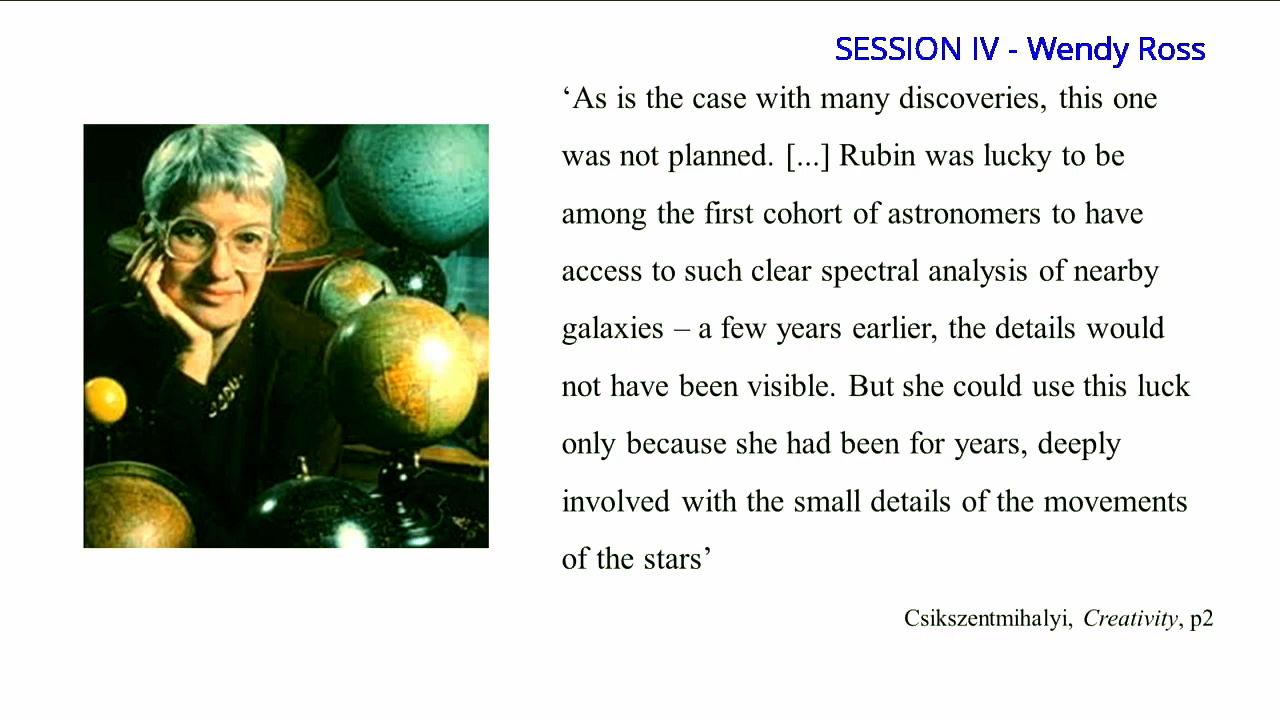 SESSION IV - Wendy Ross
‘As is the case with many discoveries, this one
was not planned. [...] Rubin was lucky to be
among the first cohort of astronomers to have
access to such clear spectral analysis of nearby
galaxies – a few years earlier, the details would
not have been visible. But she could use this luck
only because she had been for years, deeply
involved with the small details of the movements
of the stars’
Csikszentmihalyi, Creativity, p2